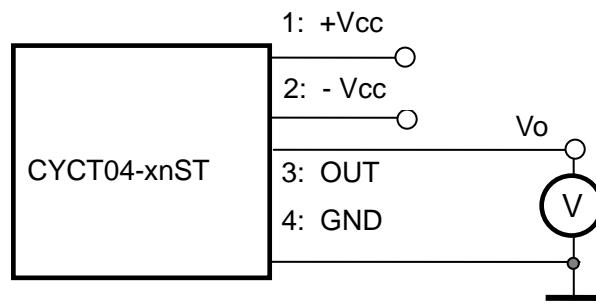 1: +Vcc
2: - Vcc
Vo
CYCT04-xnST
3: OUT
V
4: GND